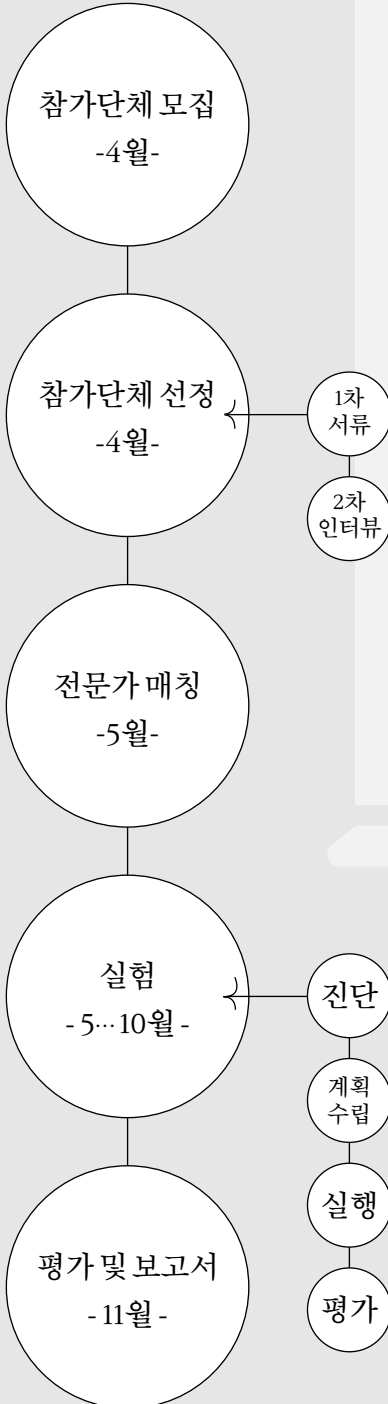 참가단체 모집
-4월-
참가단체 선정
-4월-
1차
서류
2차
인터뷰
전문가 매칭
-5월-
실험
- 5···10월 -
진단
계획
수립
실행
평가
평가 및 보고서
- 11월 -